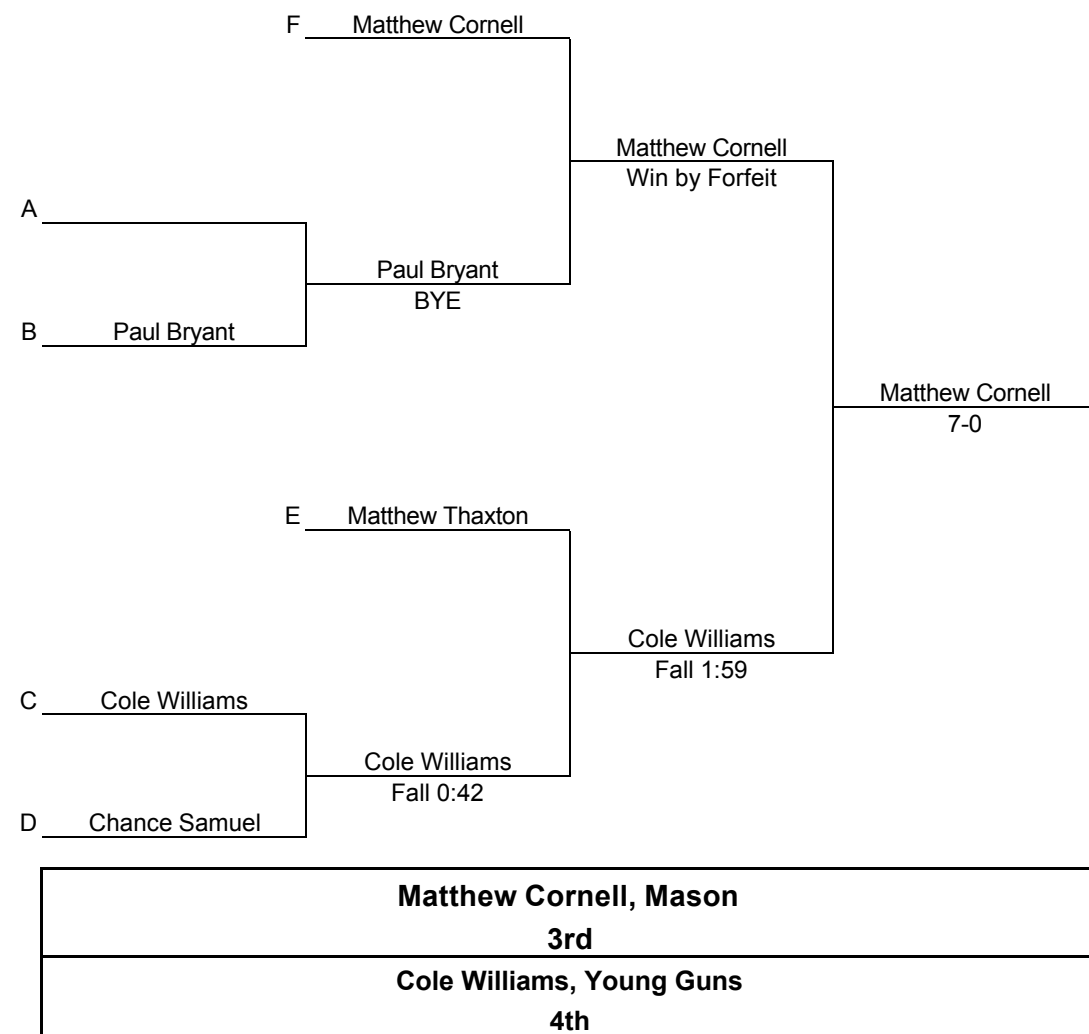 F Matthew Cornell
Matthew Cornell
Win by Forfeit
A
Paul Bryant
BYE
B Paul Bryant
Matthew Cornell
7-0
E Matthew Thaxton
Cole Williams
Fall 1:59
C Cole Williams
Cole Williams
Fall 0:42
D Chance Samuel
Matthew Cornell, Mason
3rd
Cole Williams, Young Guns
4th